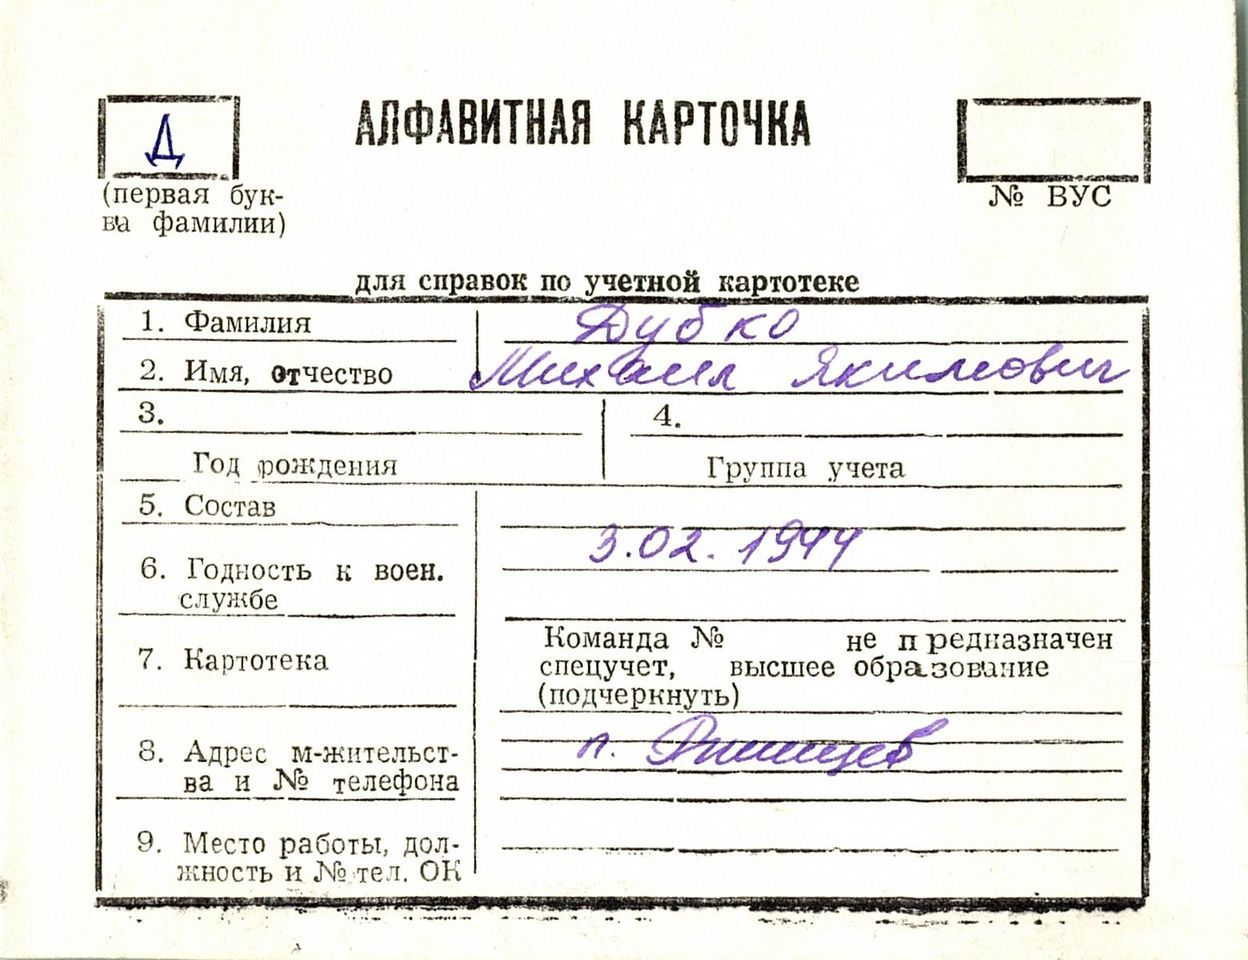 Д
АЛФАВИТНАЯ КАРТОЧКА
(первая бук-
ва фамилии)
№ ВУС
для справок по учетной картотеке
1. Фамилия Дубко
2. Имя, отчество Михаил Якимович
3. 4.
Год рождения Группа учета
5. Состав
3.02.1944
6. Годность к воен.
службе
7. Картотека
Команда № не предназначен
спецучет, высшее образование
(подчеркнуть)
8. Адрес м-жительст-
ва и № телефона
п.
9. Место работы, дол-
жность и № тел. ОК